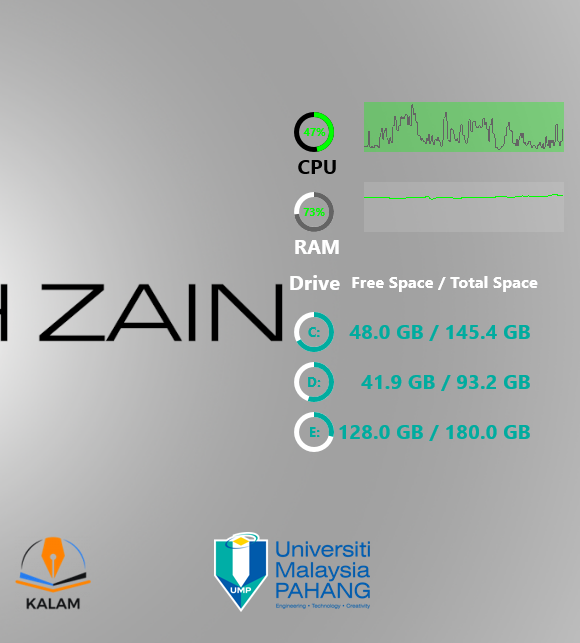 47%
CPU
73%
RAM
H ZAIN
Drive Free Space / Total Space
C: 48.0 GB / 145.4 GB
D: 41.9 GB / 93.2 GB
E: 128.0 GB / 180.0 GB
KALAM
UMP
Universiti
Malaysia
PAHANG
Engineering • Technology • Creativity